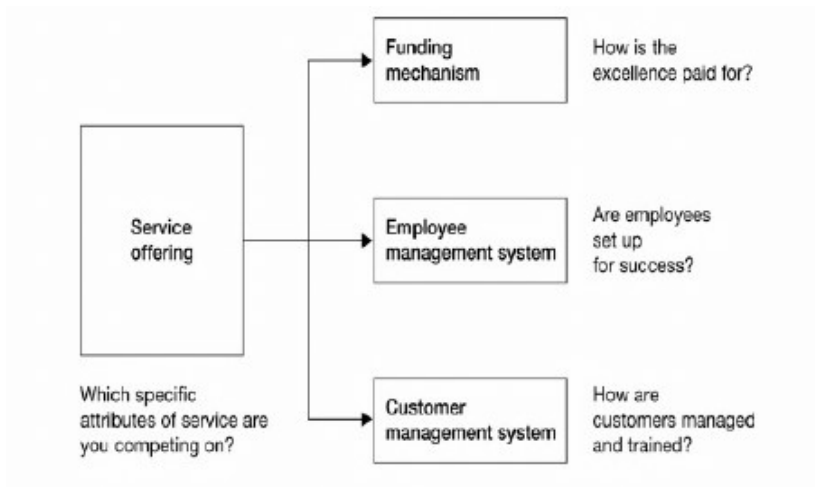 Funding
mechanism
How is the
excellence paid for?
Service
offering
Employee
management system
Are employees
set up
for success?
Which specific
attributes of service are
you competing on?
Customer
management system
How are
customers managed
and trained?